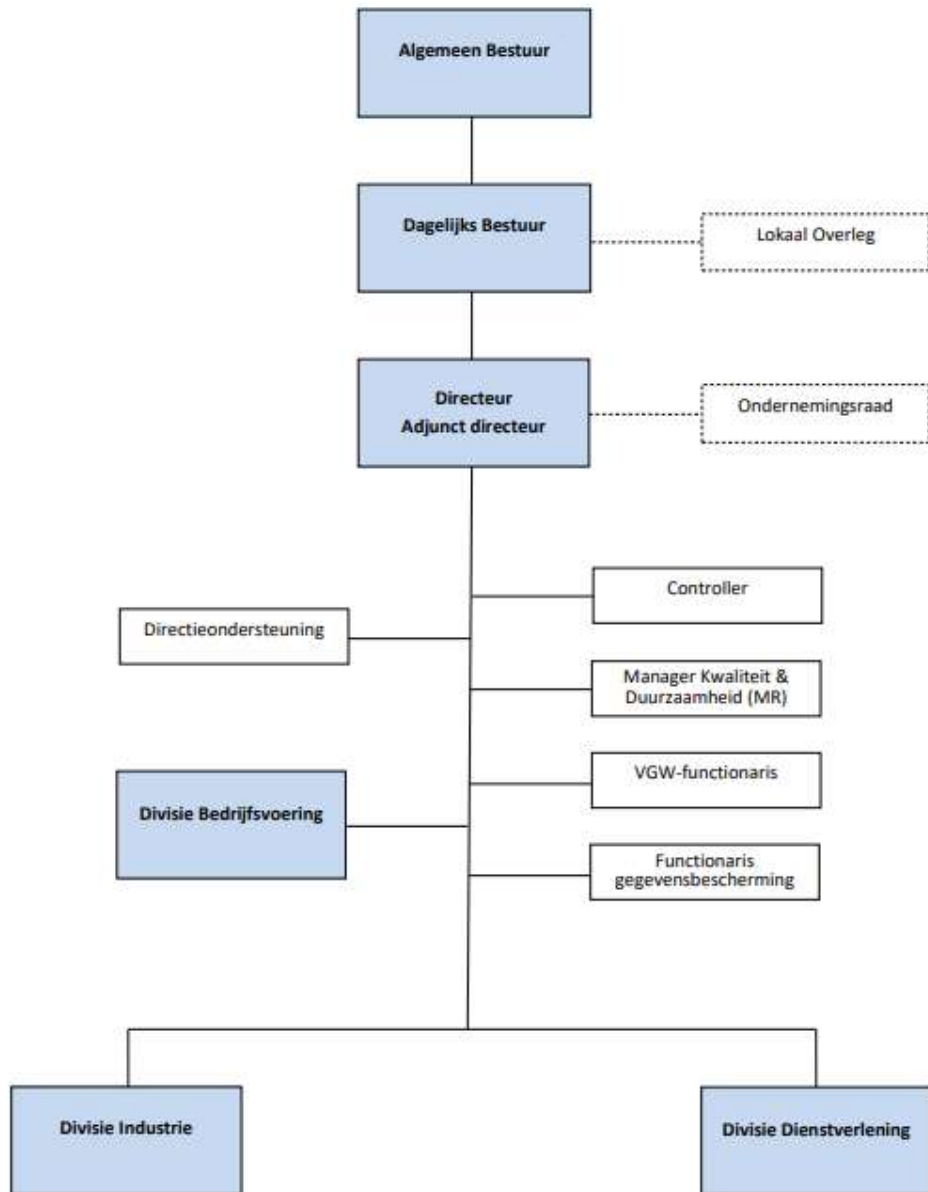 Algemeen Bestuur
Dagelijks Bestuur
Lokaal Overleg
Directeur
Adjunct directeur
Ondernemingsraad
Controller
Directieondersteuning
Manager Kwaliteit &
Duurzaamheid (MR)
VGW-functionaris
Divisie Bedrijfsvoering
Functionaris
gegevensbescherming
Divisie Industrie
Divisie Dienstverlening